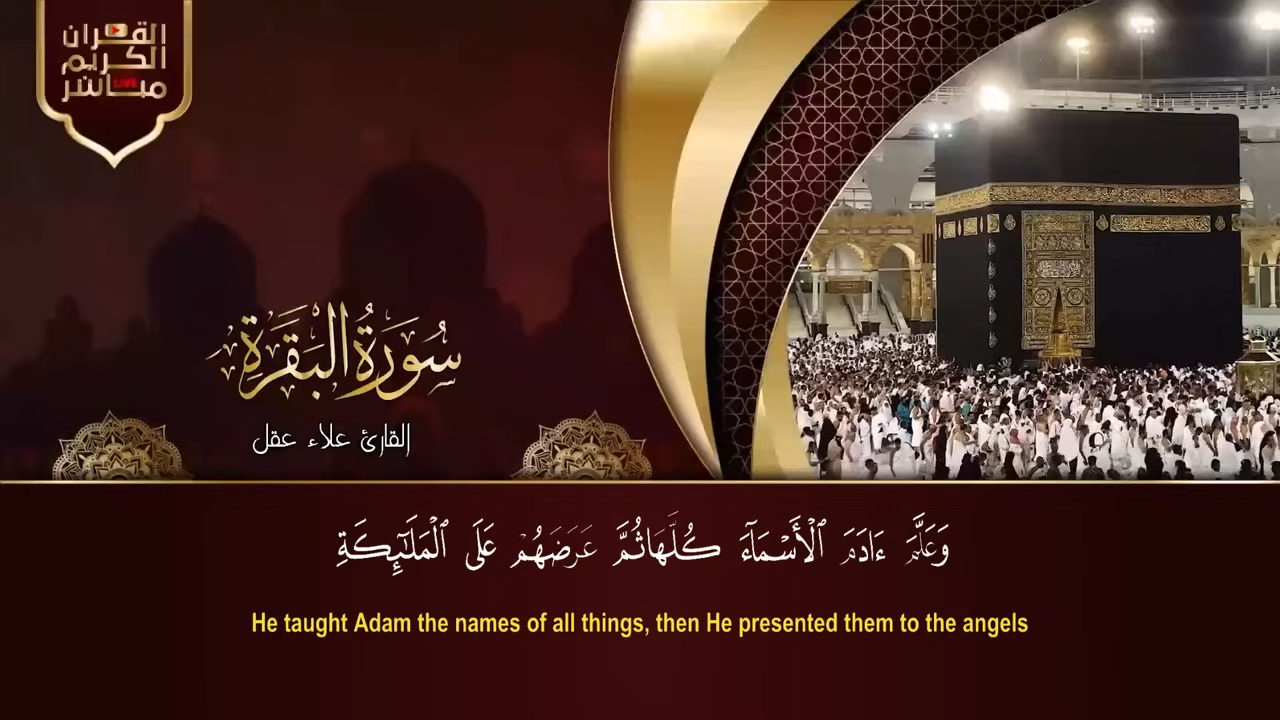 القرآن
الكريم
مباشر
LIVE
سُورَةُ البَقَرَة
القارئ علاء عقل
وَعَلَّمَ ءَادَمَ ٱلْأَسْمَآءَ كُلَّهَا ثُمَّ عَرَضَهُمْ عَلَى ٱلْمَلَٰٓئِكَةِ
He taught Adam the names of all things, then He presented them to the angels